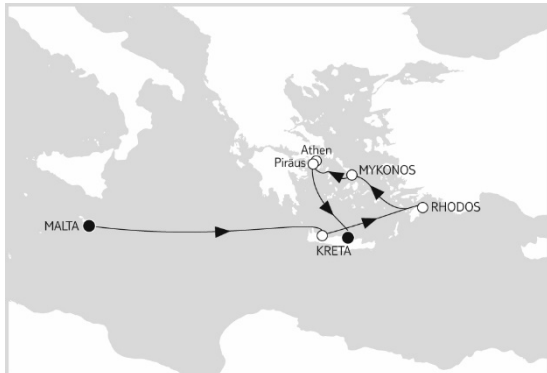 Athen
Piräus
MYKONOS
RHODOS
MALTA
KRETA